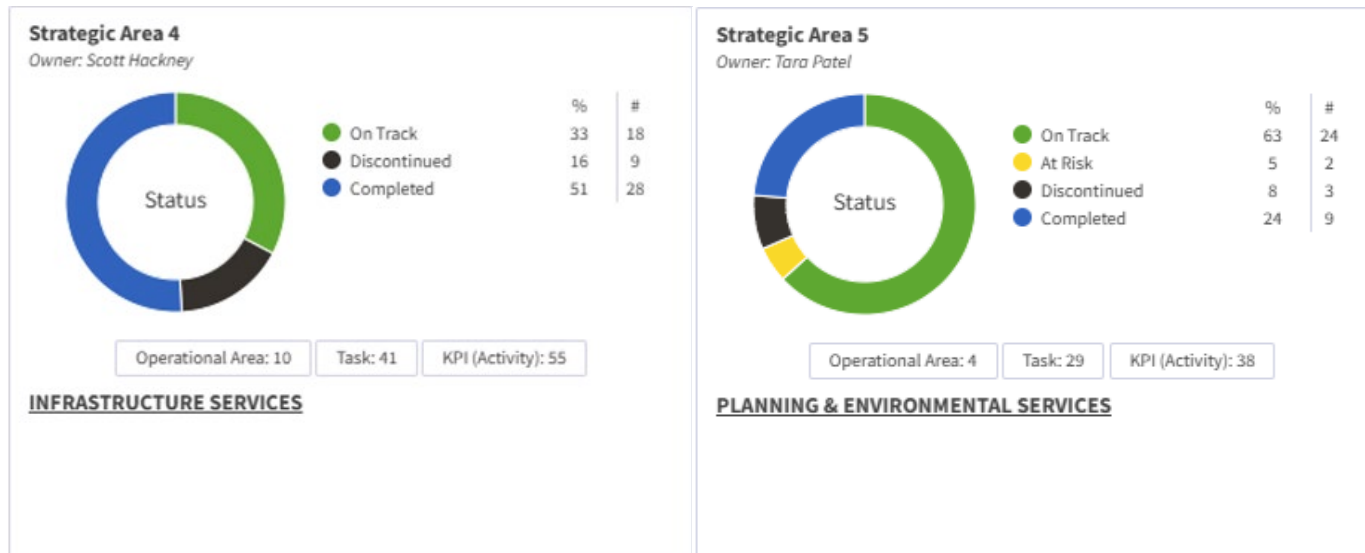 Strategic Area 4
Owner: Scott Hackney
% #
On Track 33 18
Discontinued 16 9
Completed 51 28
Status
Operational Area: 10 Task: 41 KPI (Activity): 55
INFRASTRUCTURE SERVICES
Strategic Area 5
Owner: Tara Patel
% #
On Track 63 24
At Risk 5 2
Discontinued 8 3
Completed 24 9
Status
Operational Area: 4 Task: 29 KPI (Activity): 38
PLANNING & ENVIRONMENTAL SERVICES